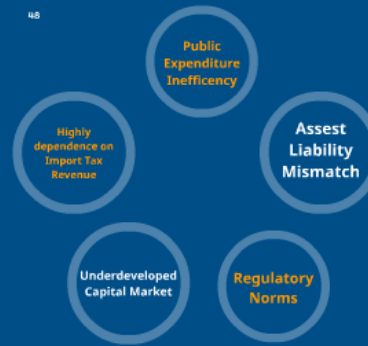 48
Public
Expenditure
Inefficency
Highly
dependence on
Import Tax
Revenue
Assest
Liability
Mismatch
Underdeveloped
Capital Market
Regulatory
Norms